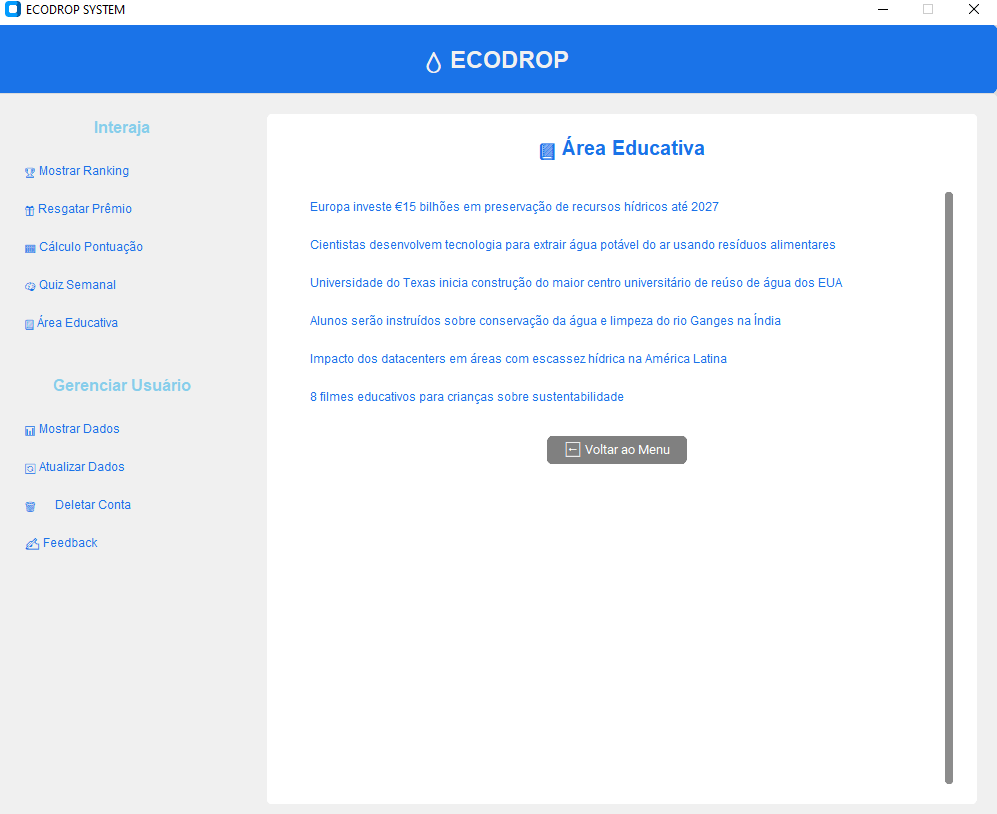 ECODROP SYSTEM
ECODROP
Interaja
Mostrar Ranking
Resgatar Prêmio
Cálculo Pontuação
Quiz Semanal
Área Educativa
Gerenciar Usuário
Mostrar Dados
Atualizar Dados
Deletar Conta
Feedback
Área Educativa
Europa investe €15 bilhões em preservação de recursos hídricos até 2027
Cientistas desenvolvem tecnologia para extrair água potável do ar usando resíduos alimentares
Universidade do Texas inicia construção do maior centro universitário de reúso de água dos EUA
Alunos serão instruídos sobre conservação da água e limpeza do rio Ganges na Índia
Impacto dos datacenters em áreas com escassez hídrica na América Latina
8 filmes educativos para crianças sobre sustentabilidade
Voltar ao Menu